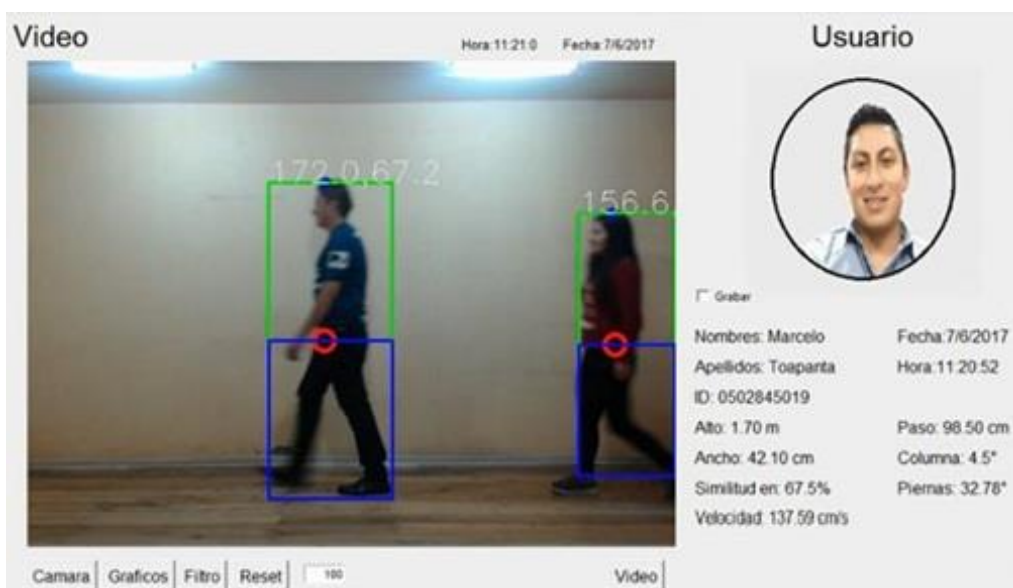 Video
Hora:11:21:0 Fecha:7/6/2017
Usuario
172.0,67.2
156.6
Grabar
Nombres: Marcelo Fecha:7/6/2017
Apellidos: Toapanta Hora:11:20:52
ID: 0502845019
Alto: 1.70 m Paso: 98.50 cm
Ancho: 42.10 cm Columna: 4.5°
Similitud en: 67.5% Piernas: 32.78°
Velocidad: 137.59 cm/s
Camara Graficos Filtro Reset 100 Video